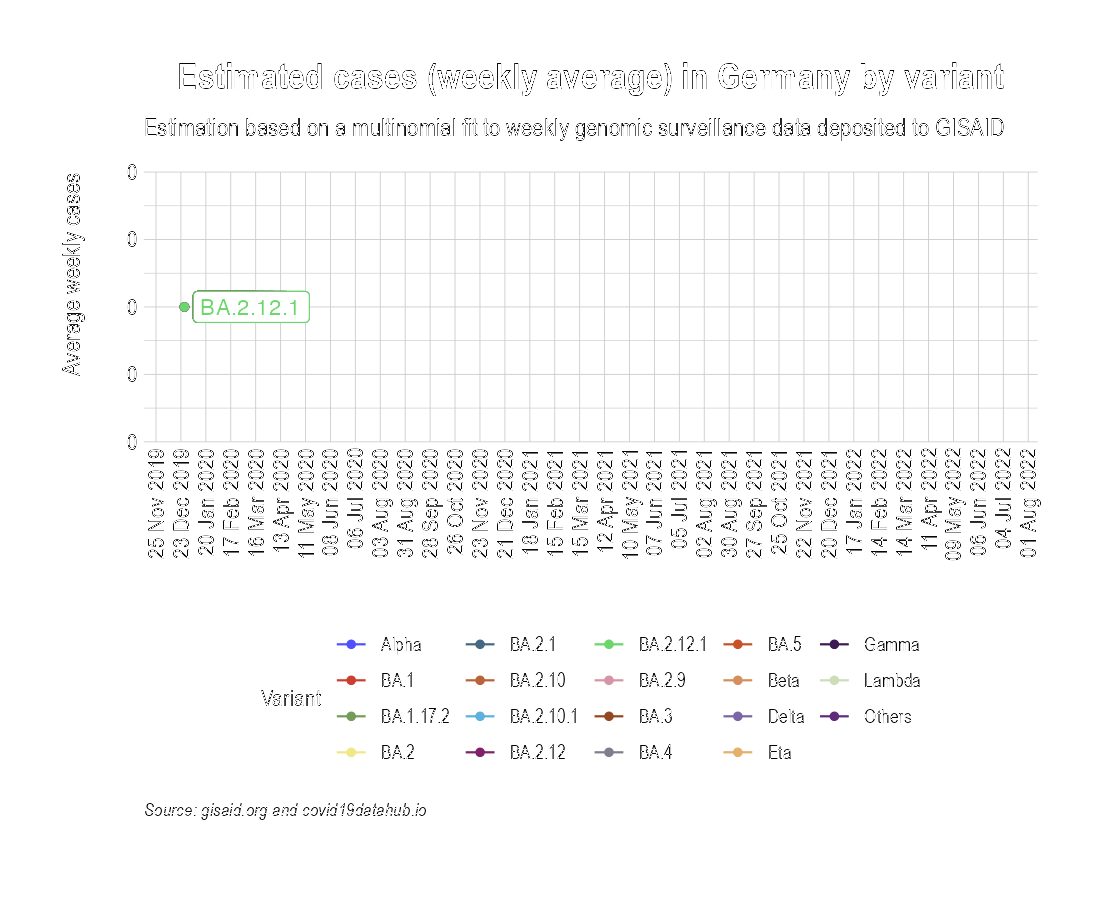 Estimated cases (weekly average) in Germany by variant
Estimation based on a multinomial fit to weekly genomic surveillance data deposited to GISAID
Average weekly cases
0
0
0
0
0
BA.2.12.1
25 Nov 2019
23 Dec 2019
20 Jan 2020
17 Feb 2020
16 Mar 2020
13 Apr 2020
11 May 2020
08 Jun 2020
06 Jul 2020
03 Aug 2020
31 Aug 2020
28 Sep 2020
26 Oct 2020
23 Nov 2020
21 Dec 2020
18 Jan 2021
15 Feb 2021
15 Mar 2021
12 Apr 2021
10 May 2021
07 Jun 2021
05 Jul 2021
02 Aug 2021
30 Aug 2021
27 Sep 2021
25 Oct 2021
22 Nov 2021
20 Dec 2021
17 Jan 2022
14 Feb 2022
14 Mar 2022
11 Apr 2022
09 May 2022
06 Jun 2022
04 Jul 2022
01 Aug 2022
Variant
Alpha
BA.1
BA.1.17.2
BA.2
BA.2.1
BA.2.10
BA.2.10.1
BA.2.12
BA.2.12.1
BA.2.9
BA.3
BA.4
BA.5
Beta
Delta
Eta
Gamma
Lambda
Others
Source: gisaid.org and covid19datahub.io